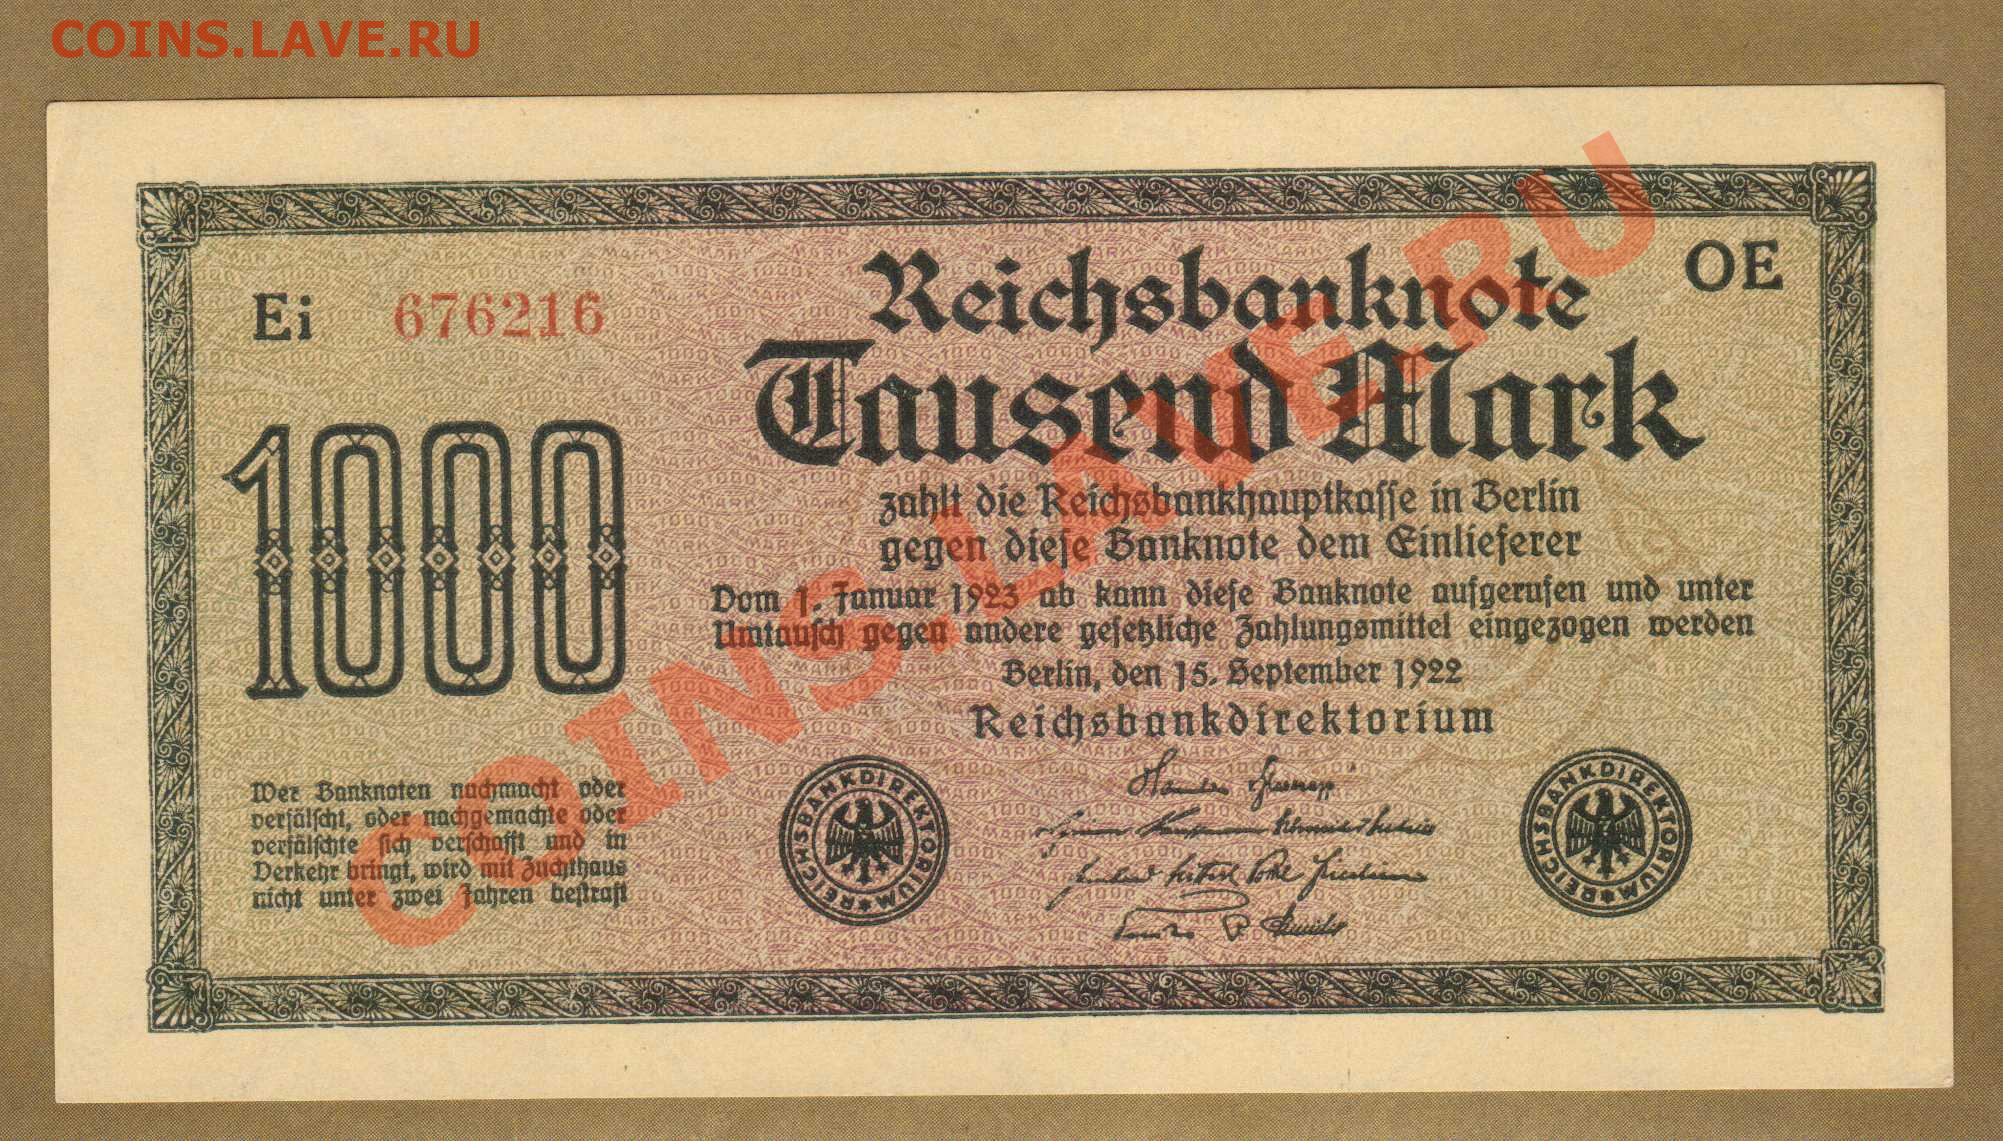 COINS.LAVE.RU
Reichsbanknote
OE
Ei 676216
Tausend Mark
1000
zahlt die Reichsbankhauptkasse in Berlin
gegen diese Banknote dem Einlieferer
Vom 1. Januar 1923 ab kann diese Banknote aufgerufen und unter
Umtausch gegen andere gesetzliche Zahlungsmittel eingezogen werden
Berlin, den 15. September 1922
Reichsbankdirektorium
Wer Banknoten nachmacht oder
verfälscht, oder nachgemachte oder
verfälschte sich verschafft und in
Verkehr bringt, wird mit Zuchthaus
nicht unter zwei Jahren bestraft
REICHSBANKDIREKTORIUM
REICHSBANKDIREKTORIUM
COINS.LAVE.RU